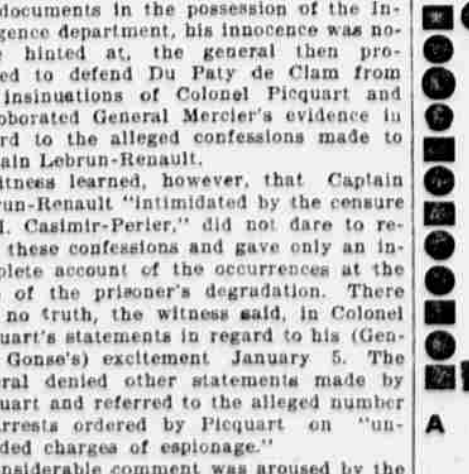 documents in the possession of the In-
gence department, his innocence was no-
hinted at, the general then pro-
ed to defend Du Paty de Clam from
insinuations of Colonel Picquart and
oborated General Mercier's evidence in
rd to the alleged confessions made to
ain Lebrun-Renault.
itness learned, however, that Captain
run-Renault "intimidated by the censure
I. Casimir-Perier," did not dare to re-
these confessions and gave only an in-
plete account of the occurrences at the
of the prisoner's degradation. There
no truth, the witness said, in Colonel
uart's statements in regard to his (Gen-
Gonse's) excitement January 5. The
eral denied other statements made by
uart and referred to the alleged number
rrests ordered by Picquart on "un-
ded charges of espionage."
nsiderable comment was aroused by the
A